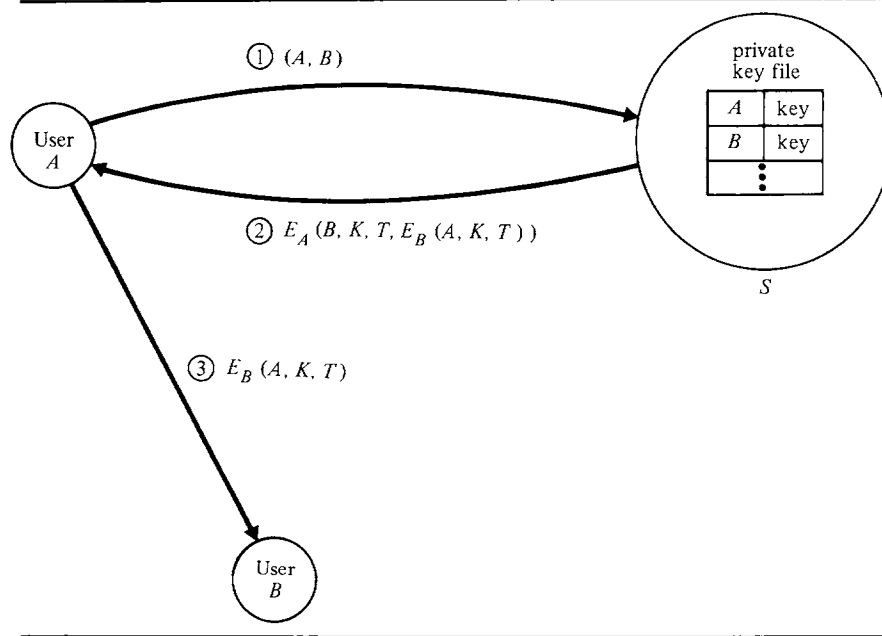 ① (A, B)
private
key file
A key
B key
User
A
② E_A (B, K, T, E_B (A, K, T))
S
③ E_B (A, K, T)
User
B